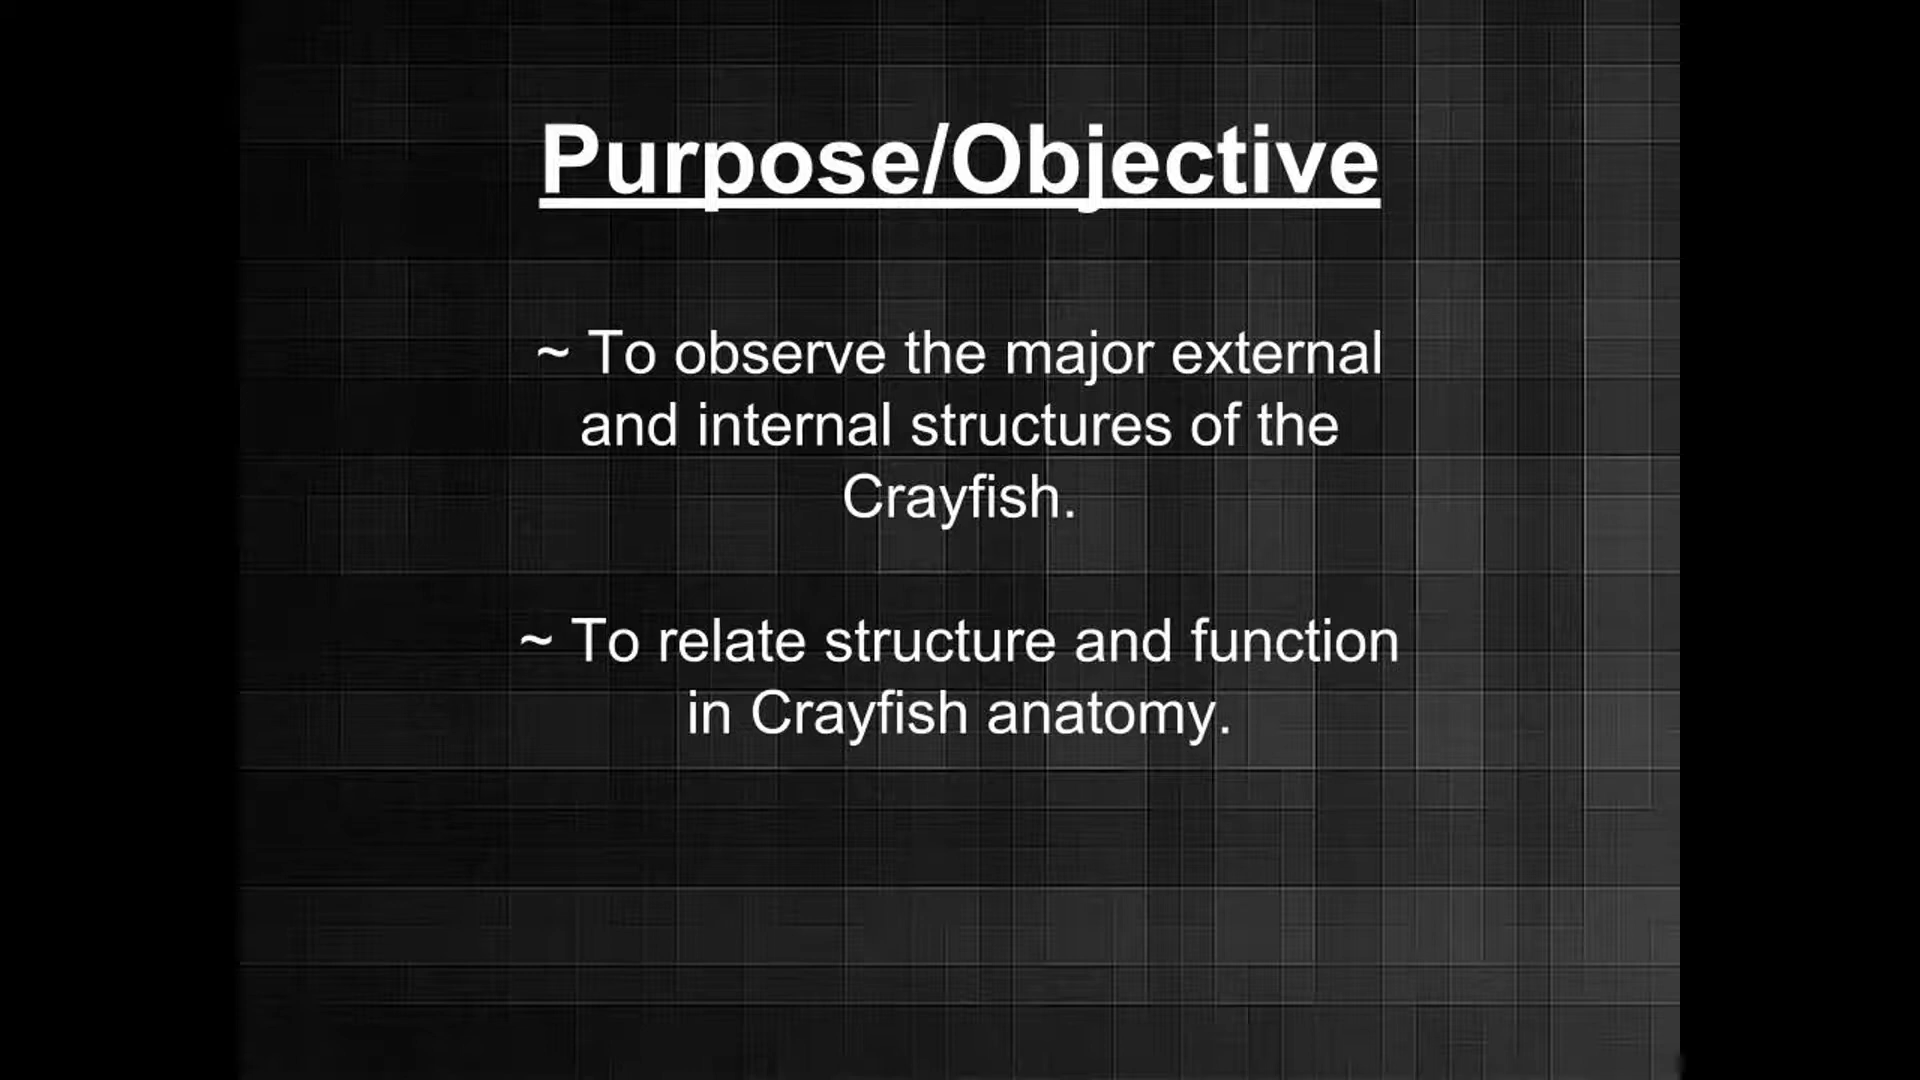 Purpose/Objective
~ To observe the major external
and internal structures of the
Crayfish.
~ To relate structure and function
in Crayfish anatomy.